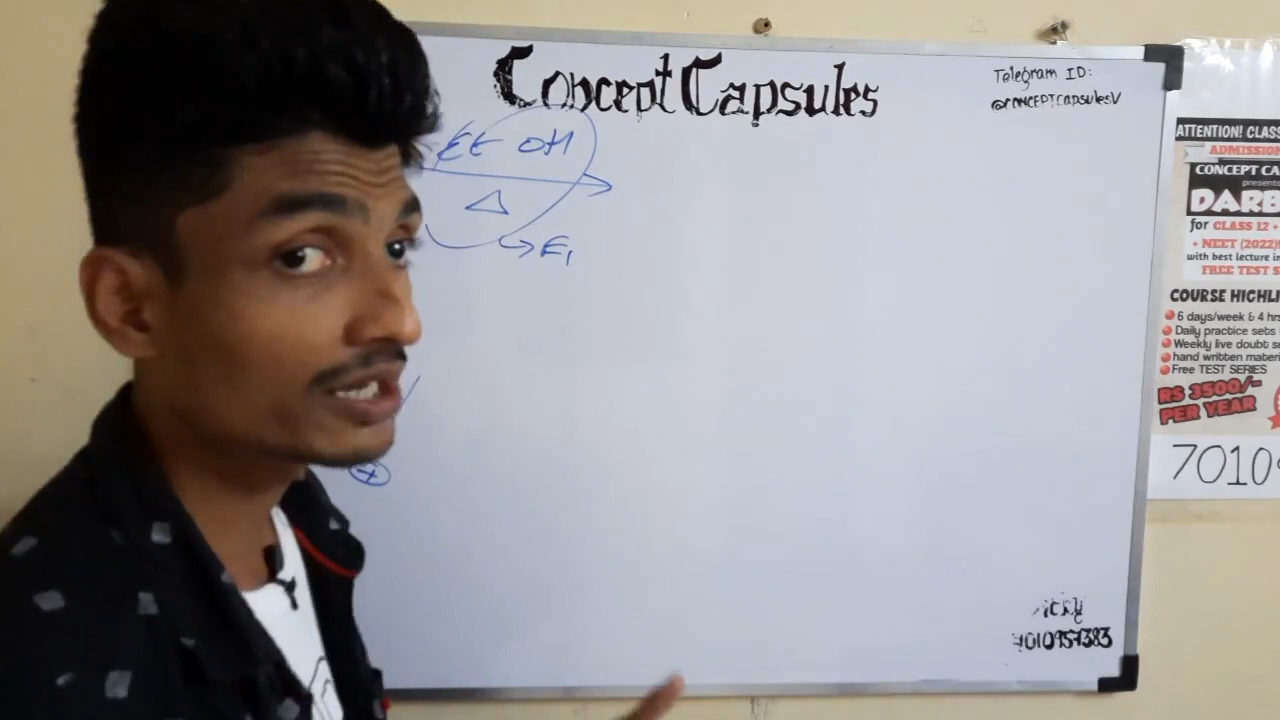 Concept Capsules
Telegram ID:
@CONCEPTCapsulesV
Et OH
Δ
E1
+
7010957383
ATTENTION! CLASS
ADMISSION
CONCEPT CA
presents
DARB
for CLASS 12 +
+ NEET (2022)
with best lecture in
FREE TEST S
COURSE HIGHLI
6 days/week & 4 hrs
Daily practice sets
Weekly live doubt s
hand written materi
Free TEST SERIES
RS 3500/-
PER YEAR
7010